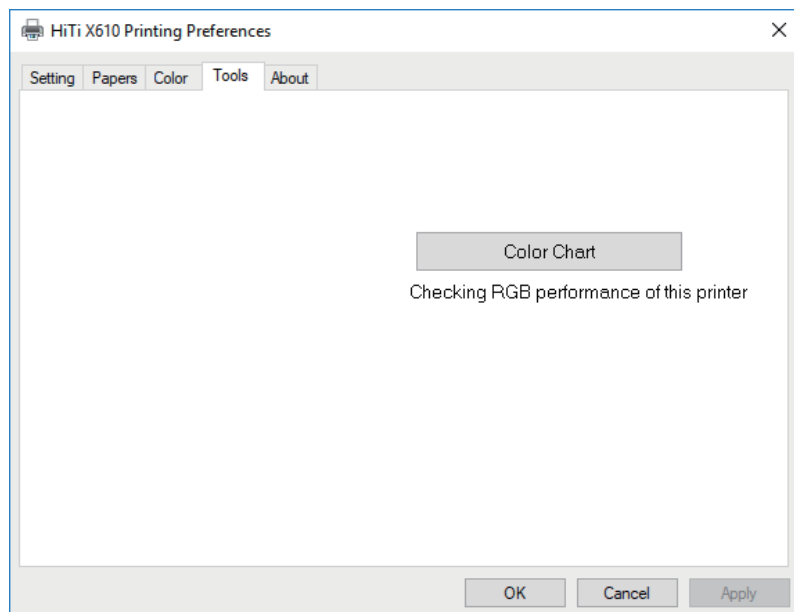 HiTi X610 Printing Preferences
Setting Papers Color Tools About
Color Chart
Checking RGB performance of this printer
OK Cancel Apply